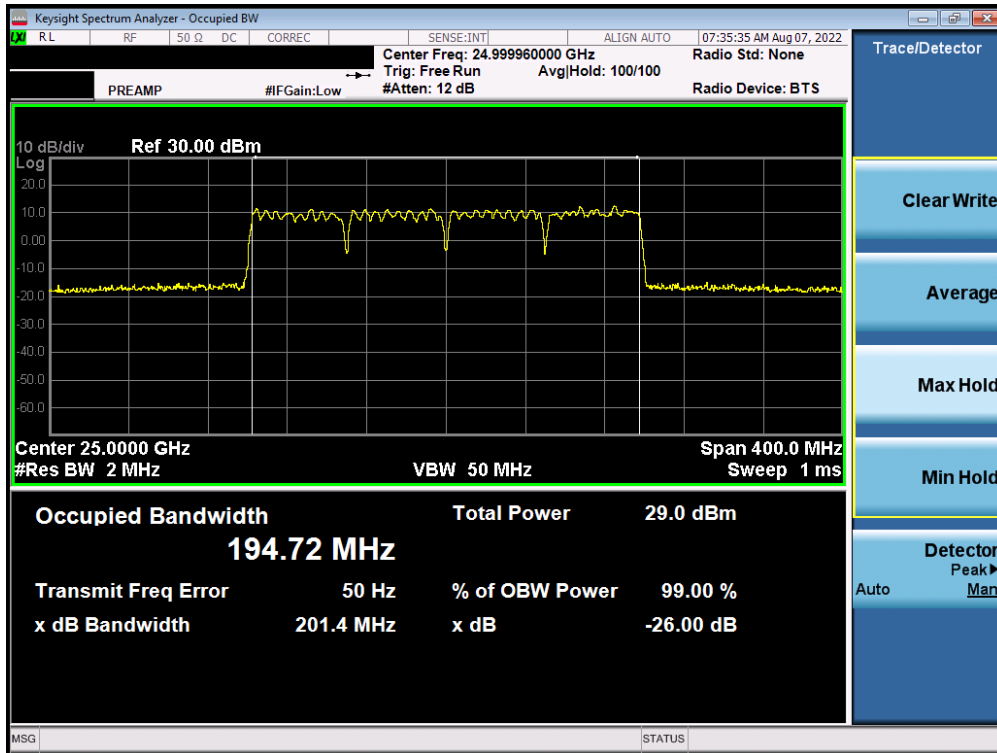 Keysight Spectrum Analyzer - Occupied BW
LXI RL RF 50 Ω DC CORREC SENSE:INT ALIGN AUTO 07:35:35 AM Aug 07, 2022
Center Freq: 24.999960000 GHz Radio Std: None
Trig: Free Run Avg|Hold: 100/100
PREAMP #IFGain:Low #Atten: 12 dB Radio Device: BTS
10 dB/div Ref 30.00 dBm
Log
20.0
10.0
0.00
-10.0
-20.0
-30.0
-40.0
-50.0
-60.0
Center 25.0000 GHz Span 400.0 MHz
#Res BW 2 MHz VBW 50 MHz Sweep 1 ms
Occupied Bandwidth Total Power 29.0 dBm
194.72 MHz
Transmit Freq Error 50 Hz % of OBW Power 99.00 %
x dB Bandwidth 201.4 MHz x dB -26.00 dB
MSG STATUS
Trace/Detector
Clear Write
Average
Max Hold
Min Hold
Detector
Peak▶
Auto Man